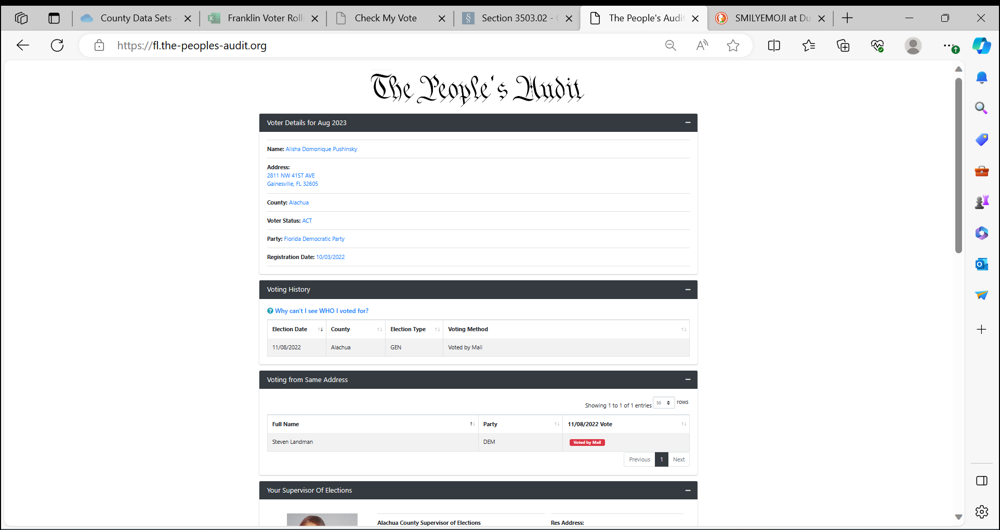 County Data Sets -
Franklin Voter Roll
Check My Vote
Section 3503.02 -
The People's Audit
SMILYEMOJI at Du
https://fl.the-peoples-audit.org
The People's Audit
Voter Details for Aug 2023
Name: Alisha Domonique Pushinsky
Address:
2811 NW 41ST AVE
Gainesville, FL 32605
County: Alachua
Voter Status: ACT
Party: Florida Democratic Party
Registration Date: 10/03/2022
Voting History
Why can't I see WHO I voted for?
Election Date County Election Type Voting Method
11/08/2022 Alachua GEN Voted by Mail
Voting from Same Address
Showing 1 to 1 of 1 entries 50 rows
Full Name Party 11/08/2022 Vote
Steven Landman DEM Voted by Mail
Previous 1 Next
Your Supervisor Of Elections
Alachua County Supervisor of Elections Res Address: